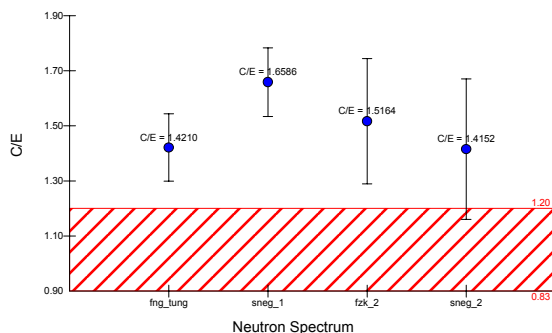 1.90
1.70
1.50
1.30
1.10
0.90
C/E
C/E = 1.4210
C/E = 1.6586
C/E = 1.5164
C/E = 1.4152
1.20
0.83
fng_tung
sneg_1
fzk_2
sneg_2
Neutron Spectrum